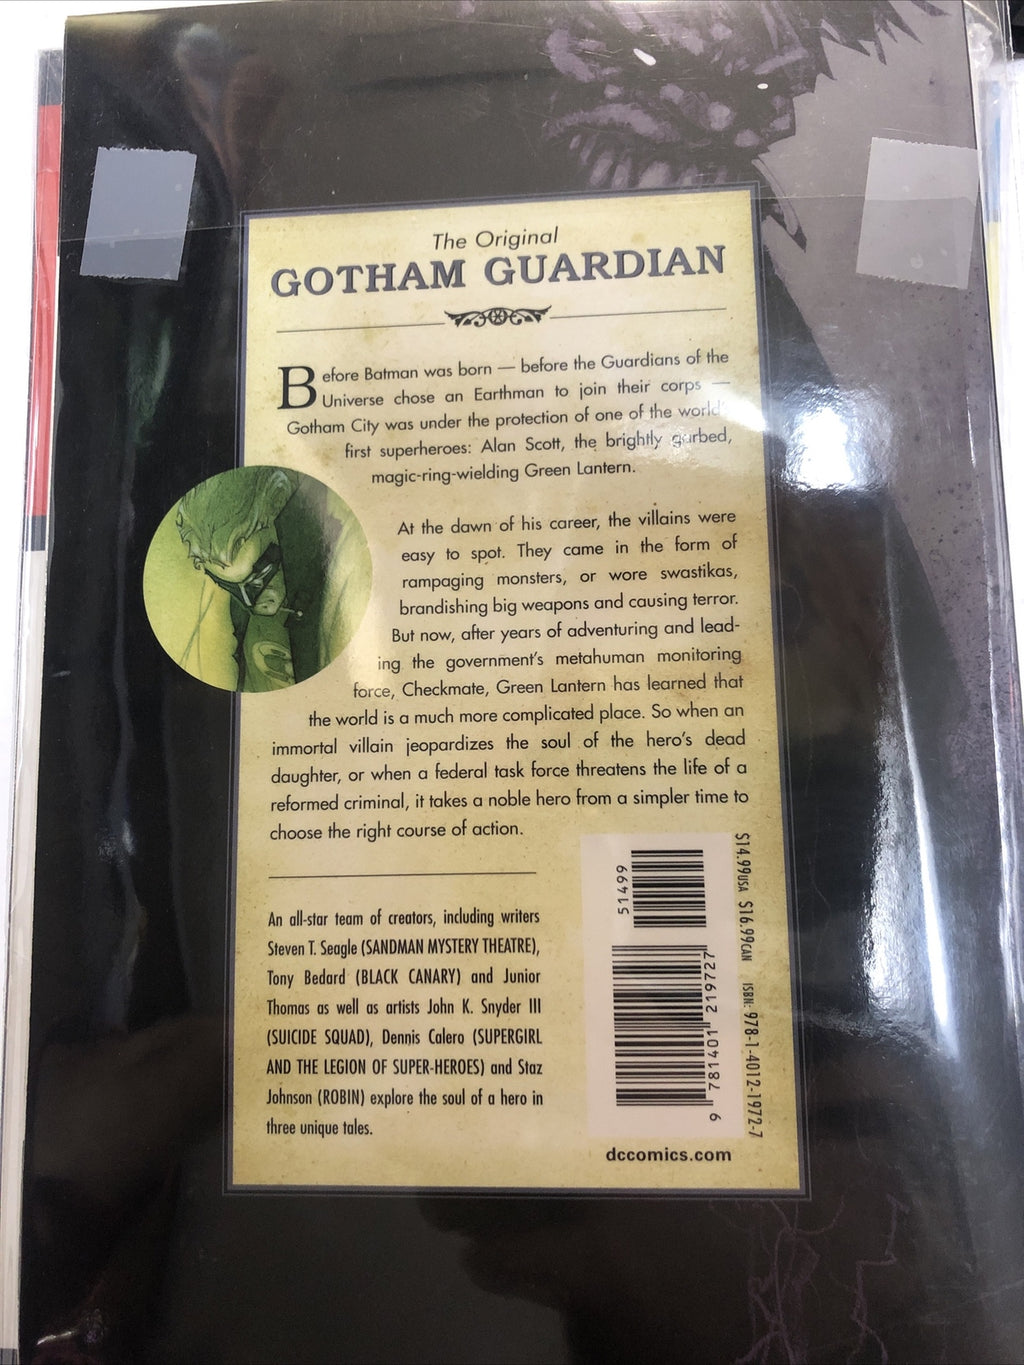 The Original
GOTHAM GUARDIAN
Before Batman was born — before the Guardians of the
Universe chose an Earthman to join their corps —
Gotham City was under the protection of one of the world's
first superheroes: Alan Scott, the brightly garbed,
magic-ring-wielding Green Lantern.
At the dawn of his career, the villains were
easy to spot. They came in the form of
rampaging monsters, or wore swastikas,
brandishing big weapons and causing terror.
But now, after years of adventuring and lead-
ing the government's metahuman monitoring
force, Checkmate, Green Lantern has learned that
the world is a much more complicated place. So when an
immortal villain jeopardizes the soul of the hero's dead
daughter, or when a federal task force threatens the life of a
reformed criminal, it takes a noble hero from a simpler time to
choose the right course of action.
An all-star team of creators, including writers
Steven T. Seagle (SANDMAN MYSTERY THEATRE),
Tony Bedard (BLACK CANARY) and Junior
Thomas as well as artists John K. Snyder III
(SUICIDE SQUAD), Dennis Calero (SUPERGIRL
AND THE LEGION OF SUPER-HEROES) and Staz
Johnson (ROBIN) explore the soul of a hero in
three unique tales.
51499
9 781401 219727
$14.99USA $16.99CAN ISBN: 978-1-4012-1972-7
dccomics.com